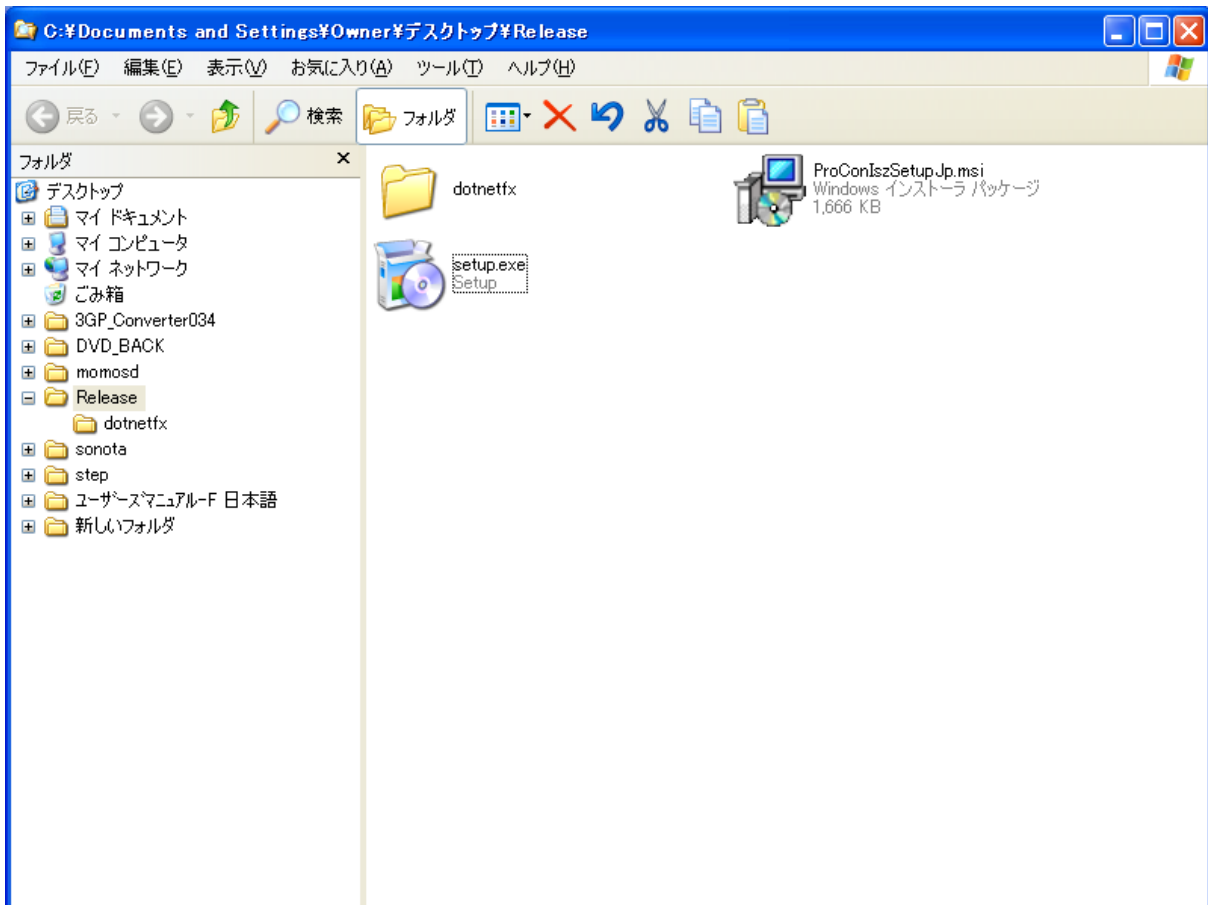 C:¥Documents and Settings¥Owner¥デスクトップ¥Release
ファイル(F) 編集(E) 表示(V) お気に入り(A) ツール(T) ヘルプ(H)
戻る 検索 フォルダ
フォルダ
デスクトップ
マイ ドキュメント
マイ コンピュータ
マイ ネットワーク
ごみ箱
3GP_Converter034
DVD_BACK
momosd
Release
dotnetfx
sonota
step
ユーザーズマニュアル-F 日本語
新しいフォルダ
dotnetfx
ProConIszSetupJp.msi
Windows インストーラ パッケージ
1,666 KB
setup.exe
Setup